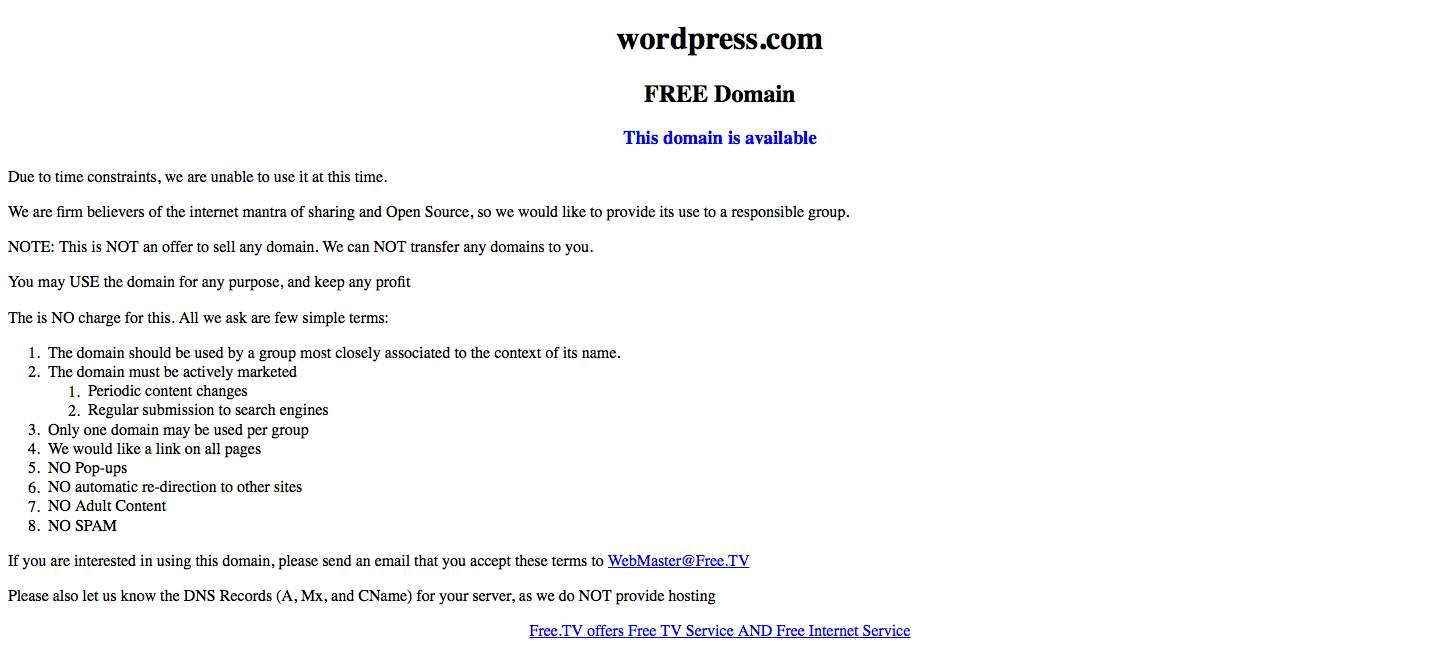 wordpress.com
FREE Domain
This domain is available
Due to time constraints, we are unable to use it at this time.
We are firm believers of the internet mantra of sharing and Open Source, so we would like to provide its use to a responsible group.
NOTE: This is NOT an offer to sell any domain. We can NOT transfer any domains to you.
You may USE the domain for any purpose, and keep any profit
The is NO charge for this. All we ask are few simple terms:
1. The domain should be used by a group most closely associated to the context of its name.
2. The domain must be actively marketed
1. Periodic content changes
2. Regular submission to search engines
3. Only one domain may be used per group
4. We would like a link on all pages
5. NO Pop-ups
6. NO automatic re-direction to other sites
7. NO Adult Content
8. NO SPAM
If you are interested in using this domain, please send an email that you accept these terms to WebMaster@Free.TV
Please also let us know the DNS Records (A, Mx, and CName) for your server, as we do NOT provide hosting
Free.TV offers Free TV Service AND Free Internet Service